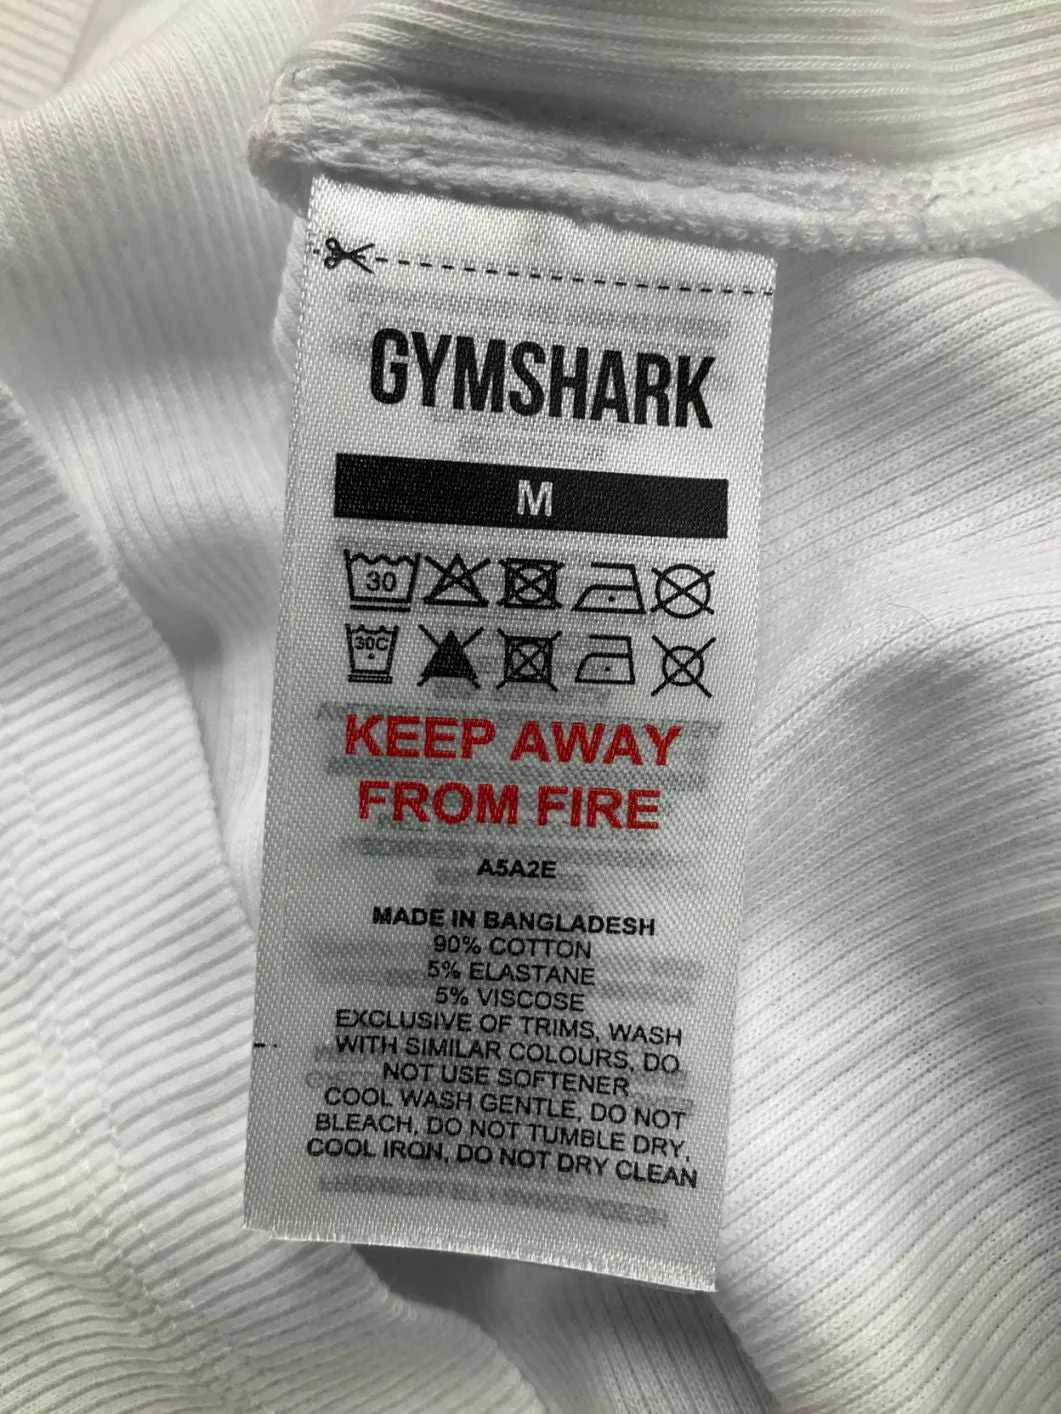 GYMSHARK
M
30
30C
KEEP AWAY
FROM FIRE
A5A2E
MADE IN BANGLADESH
90% COTTON
5% ELASTANE
5% VISCOSE
EXCLUSIVE OF TRIMS, WASH
WITH SIMILAR COLOURS, DO
NOT USE SOFTENER
COOL WASH GENTLE, DO NOT
BLEACH, DO NOT TUMBLE DRY,
COOL IRON, DO NOT DRY CLEAN